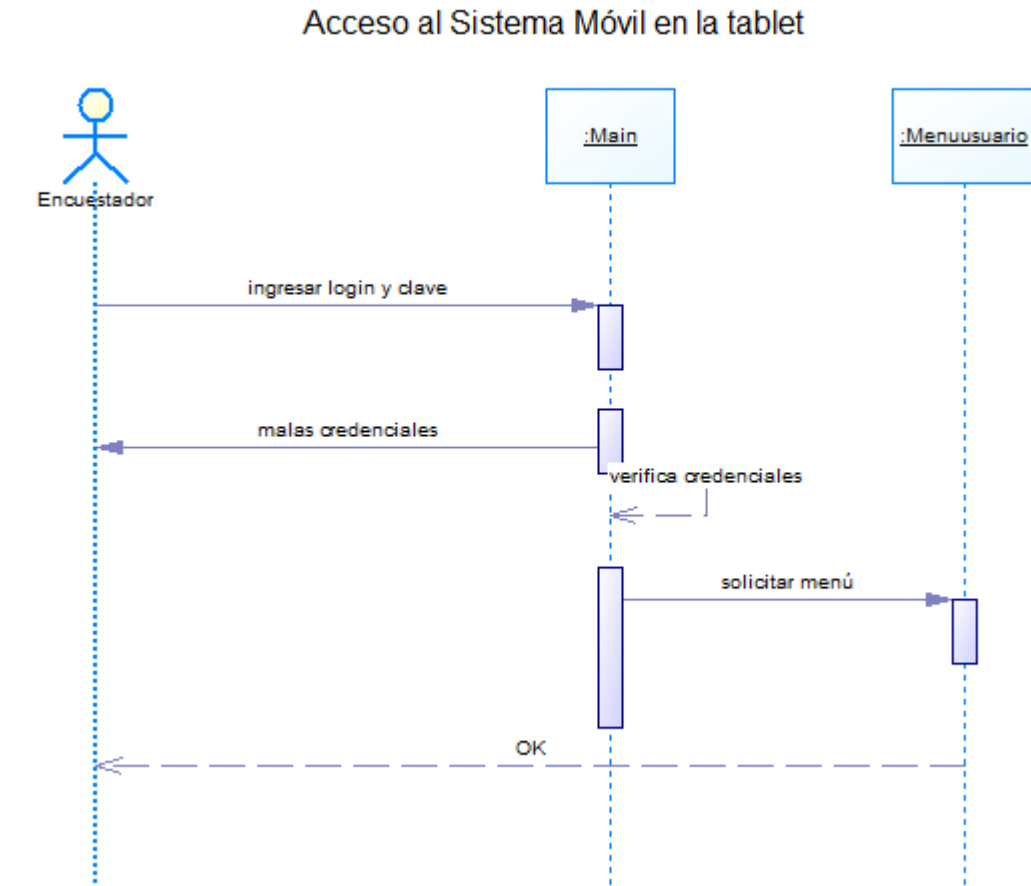 Acceso al Sistema Móvil en la tablet
:Main
:Menuusuario
Encuestador
ingresar login y clave
malas credenciales
verifica credenciales
solicitar menú
OK